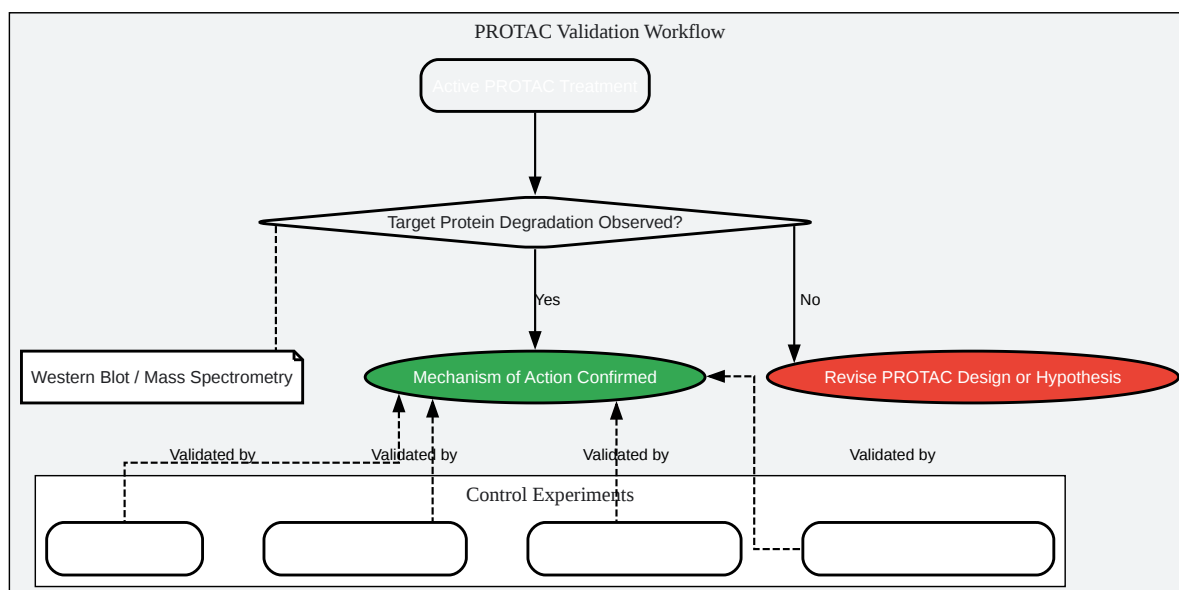 PROTAC Validation Workflow
Active PROTAC Treatment
Target Protein Degradation Observed?
Yes
No
Western Blot / Mass Spectrometry
Mechanism of Action Confirmed
Revise PROTAC Design or Hypothesis
Validated by
Validated by
Validated by
Validated by
Control Experiments